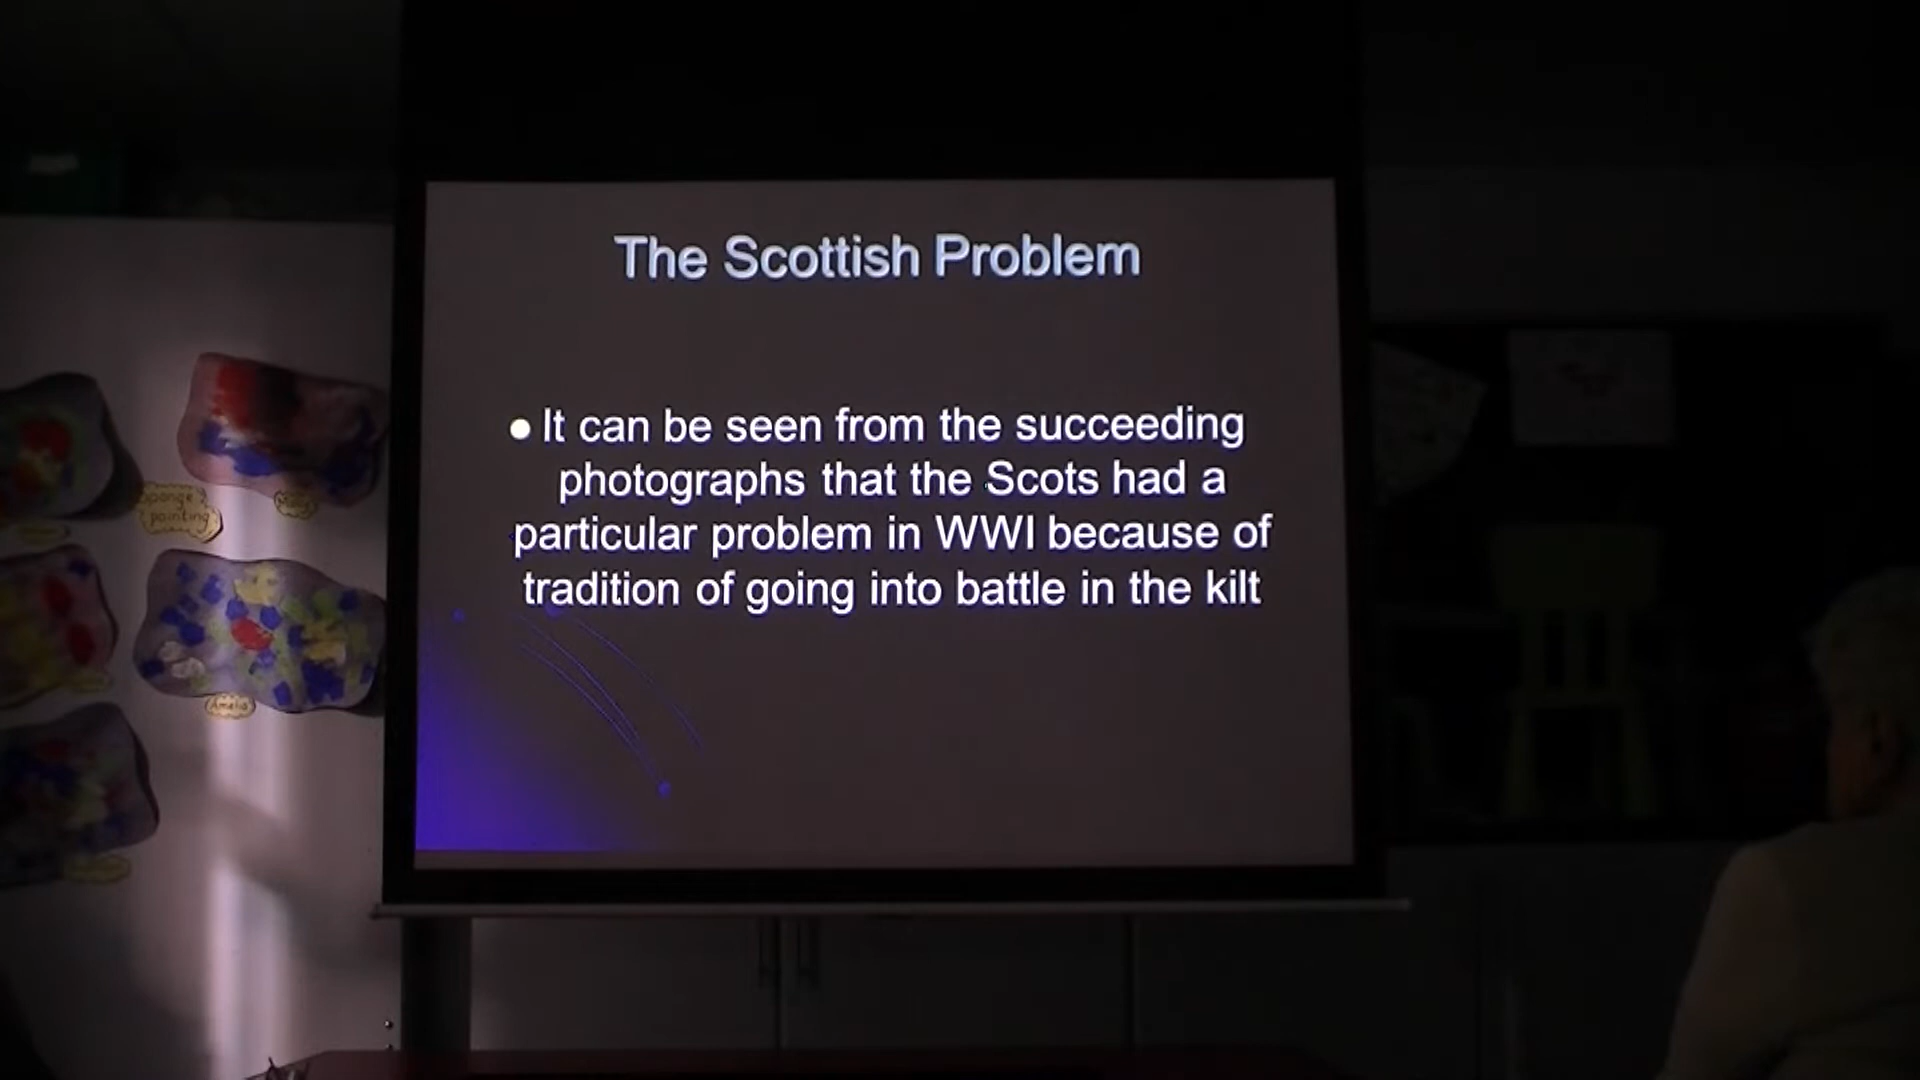 The Scottish Problem
• It can be seen from the succeeding
photographs that the Scots had a
particular problem in WWI because of
tradition of going into battle in the kilt
sponge
painting
Amelia